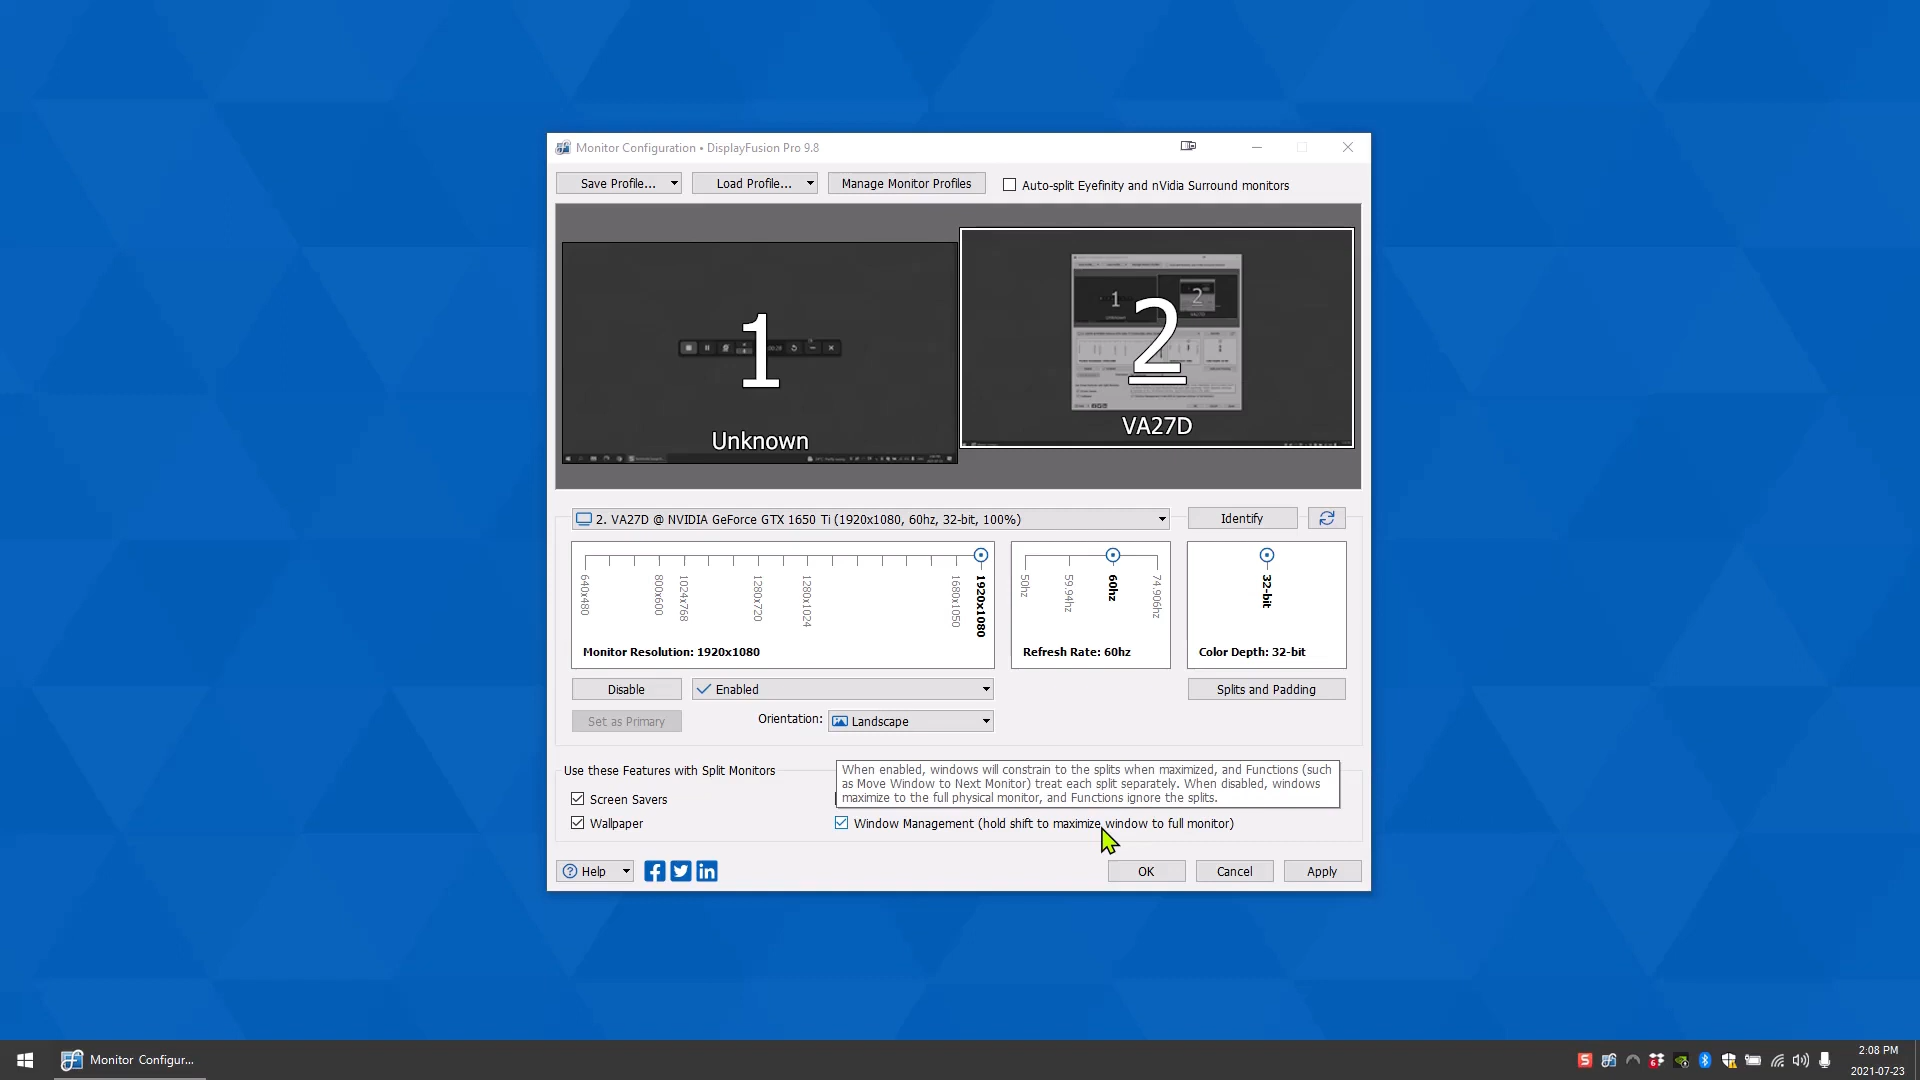 Monitor Configuration • DisplayFusion Pro 9.8
Save Profile...
Load Profile...
Manage Monitor Profiles
Auto-split Eyefinity and nVidia Surround monitors
1
Unknown
2
VA27D
2. VA27D @ NVIDIA GeForce GTX 1650 Ti (1920x1080, 60hz, 32-bit, 100%)
Identify
640x480
800x600
1024x768
1280x720
1280x1024
1680x1050
1920x1080
Monitor Resolution: 1920x1080
50hz
59.94hz
60hz
74.906hz
Refresh Rate: 60hz
32-bit
Color Depth: 32-bit
Disable
Enabled
Splits and Padding
Set as Primary
Orientation:
Landscape
Use these Features with Split Monitors
When enabled, windows will constrain to the splits when maximized, and Functions (such
as Move Window to Next Monitor) treat each split separately. When disabled, windows
maximize to the full physical monitor, and Functions ignore the splits.
Screen Savers
Wallpaper
Window Management (hold shift to maximize window to full monitor)
Help
OK
Cancel
Apply
Monitor Configur...
2:08 PM
2021-07-23